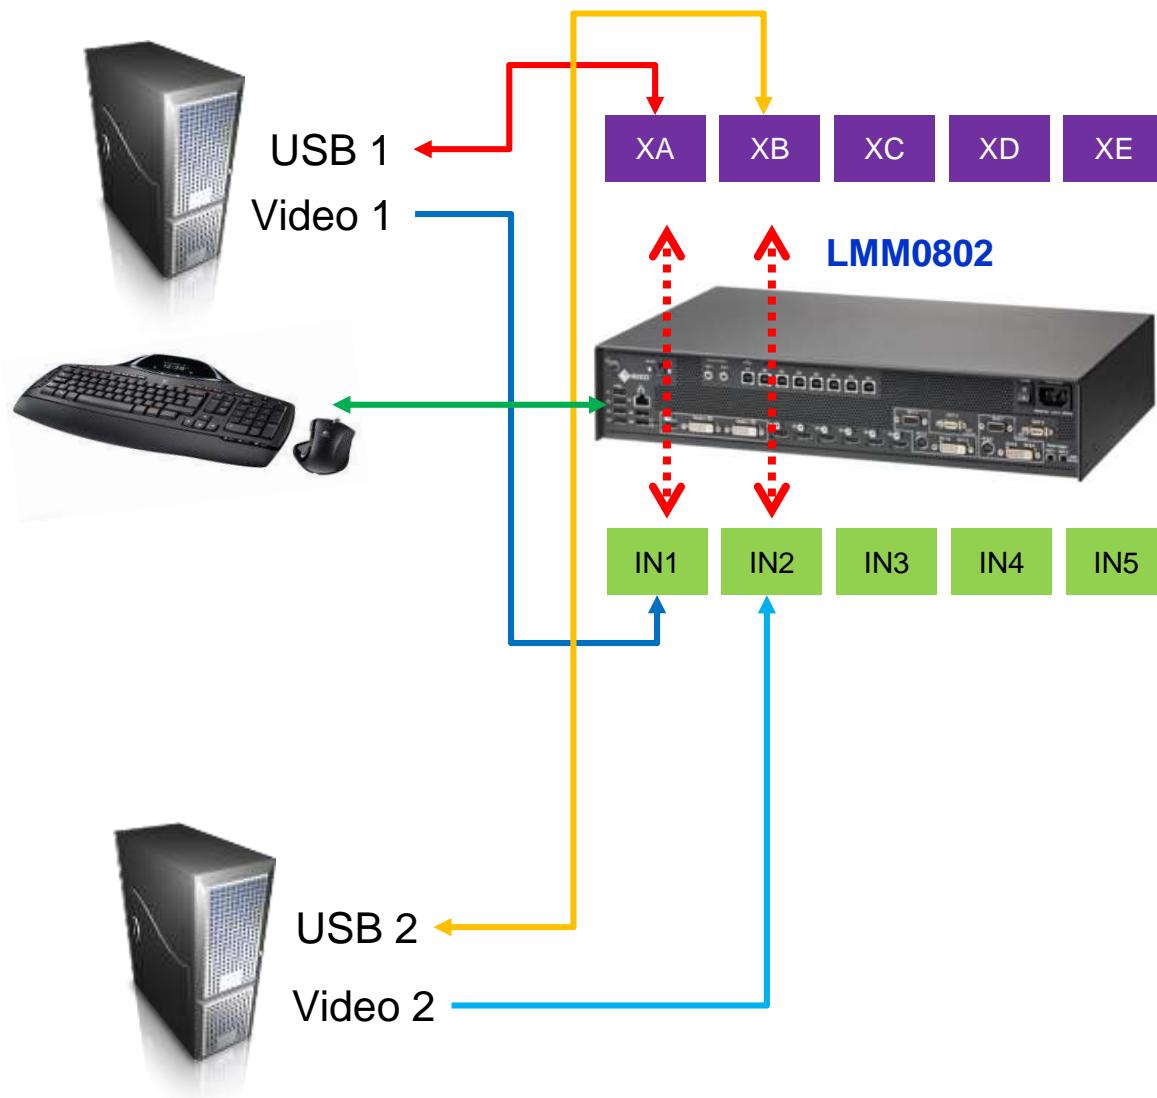 USB 1
Video 1
XA XB XC XD XE
LMM0802
EIZO
IN1 IN2 IN3 IN4 IN5
USB 2
Video 2